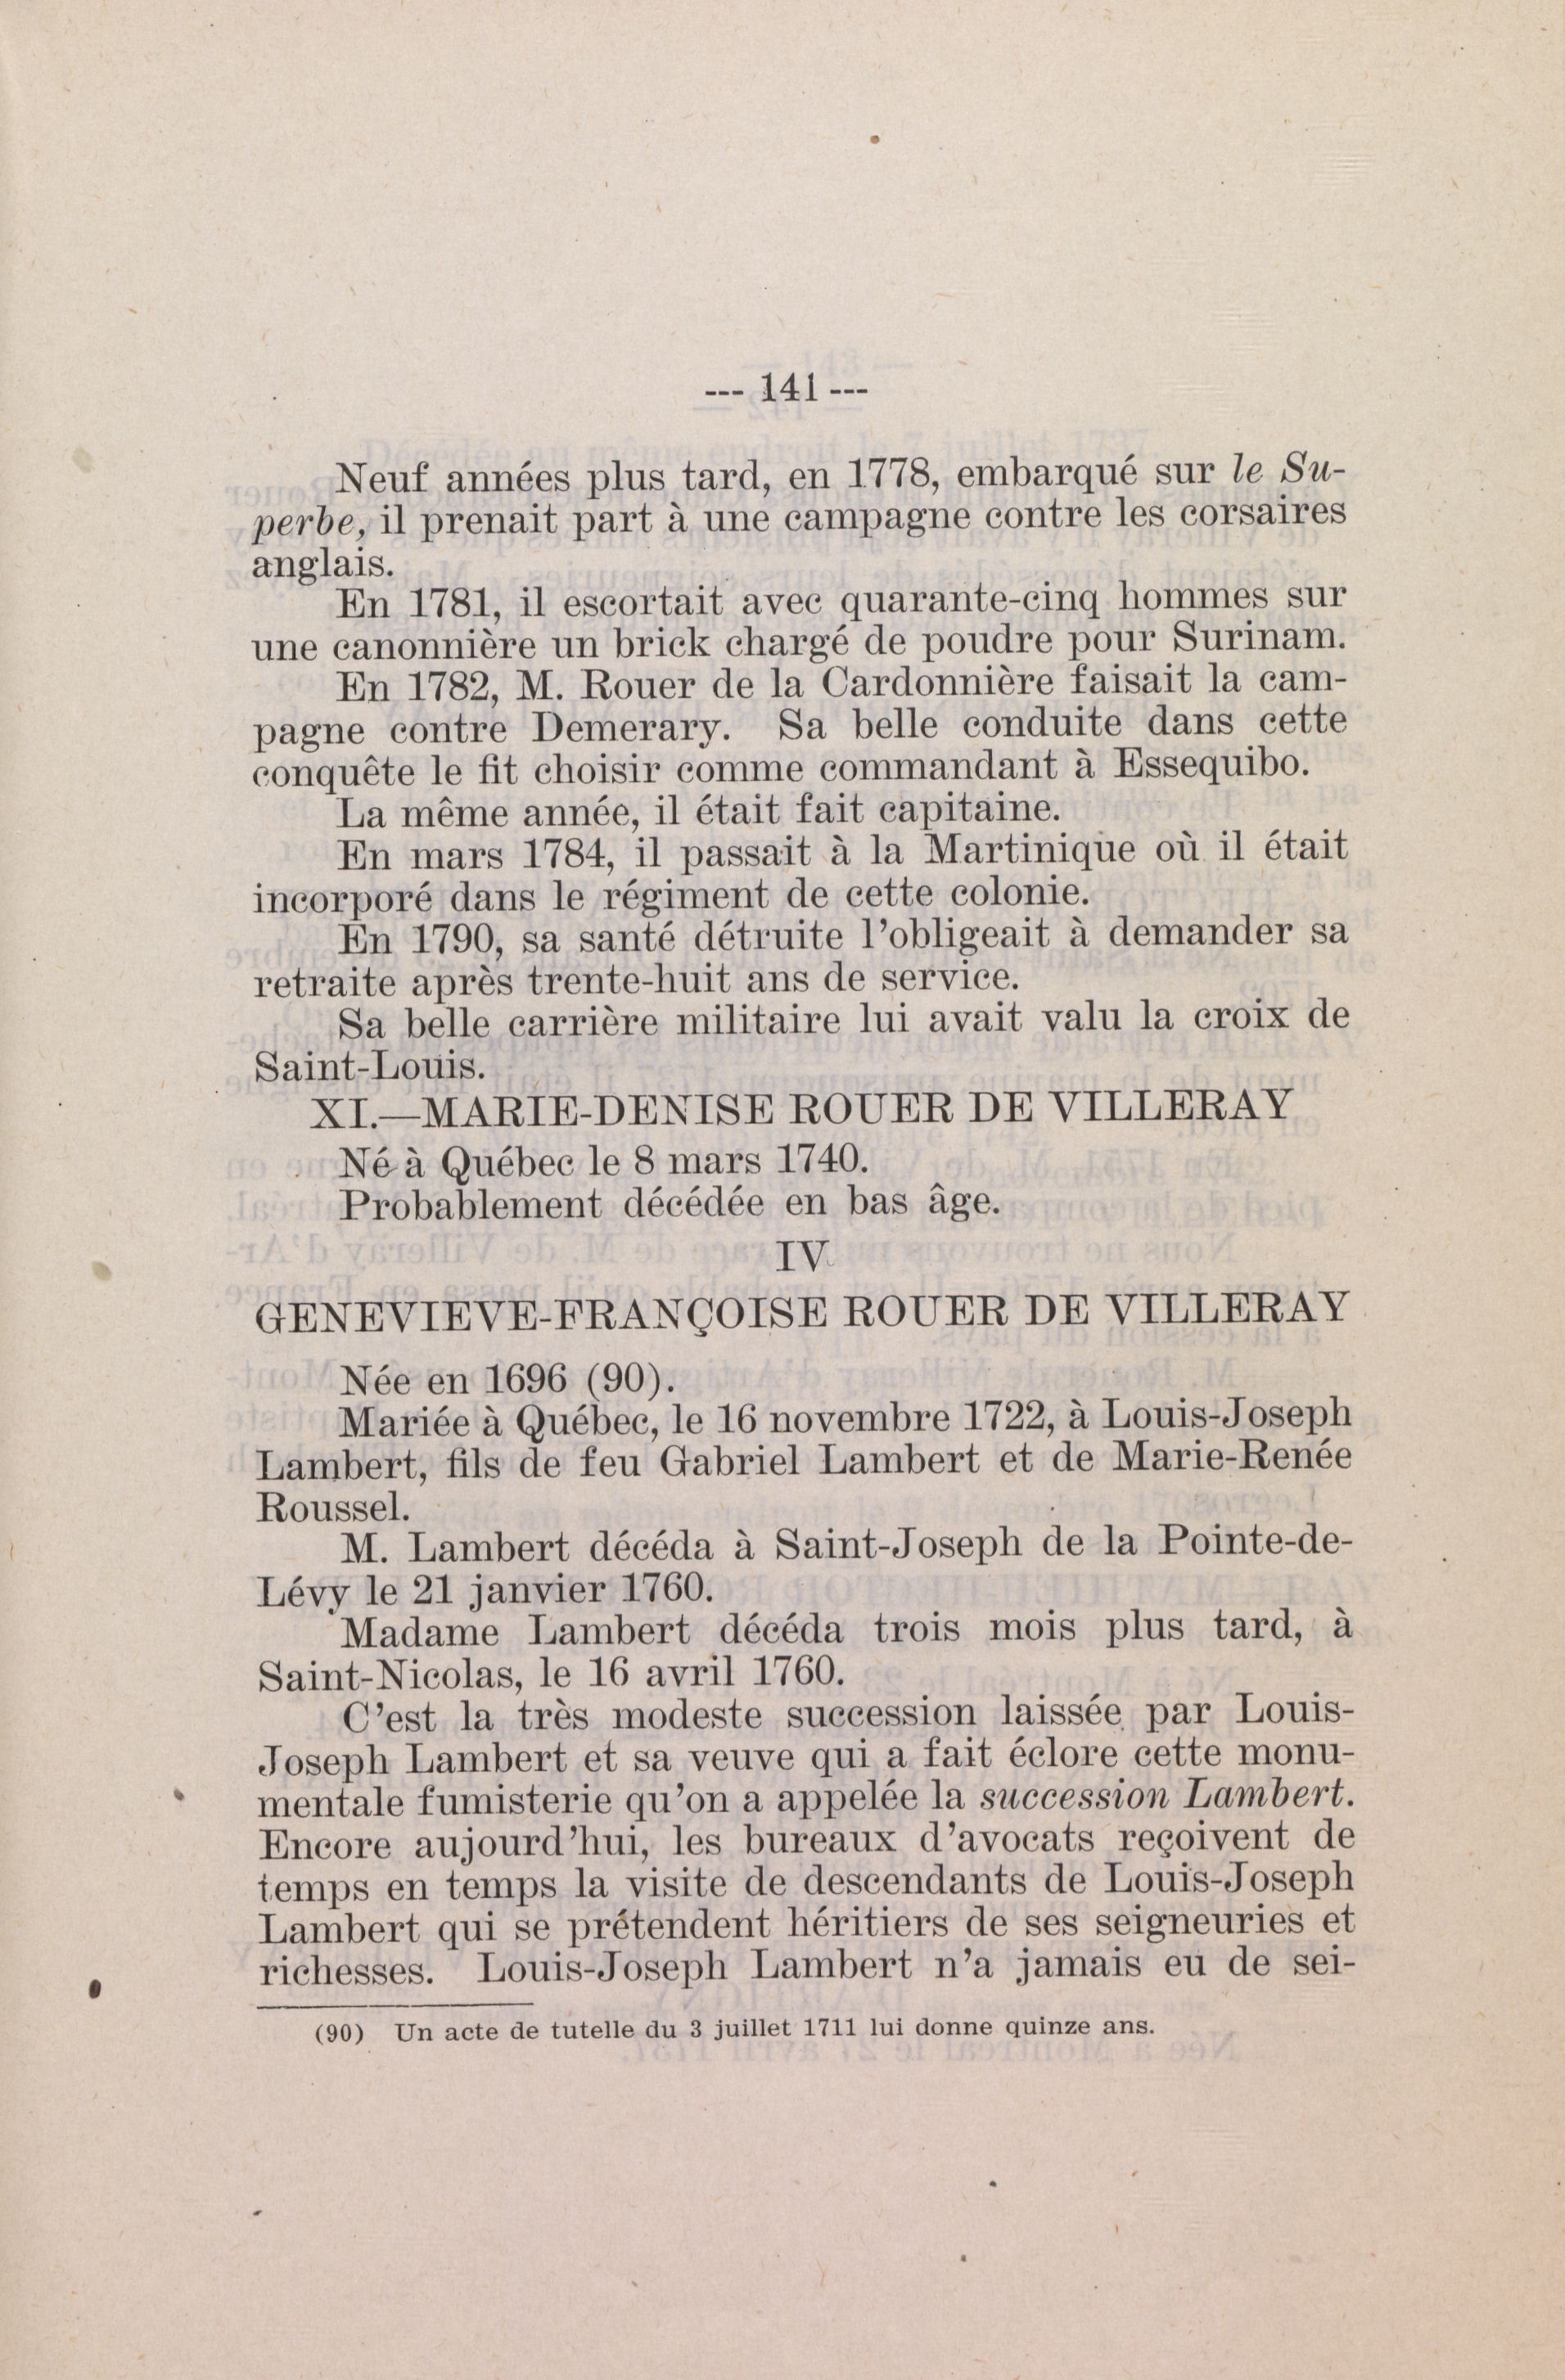 --- 141 ---
Neuf années plus tard, en 1778, embarqué sur le Su-
perbe, il prenait part à une campagne contre les corsaires
anglais.
En 1781, il escortait avec quarante-cinq hommes sur
une canonnière un brick chargé de poudre pour Surinam.
En 1782, M. Rouer de la Cardonnière faisait la cam-
pagne contre Demerary. Sa belle conduite dans cette
conquête le fit choisir comme commandant à Essequibo.
La même année, il était fait capitaine.
En mars 1784, il passait à la Martinique où il était
incorporé dans le régiment de cette colonie.
En 1790, sa santé détruite l'obligeait à demander sa
retraite après trente-huit ans de service.
Sa belle carrière militaire lui avait valu la croix de
Saint-Louis.
XI.—MARIE-DENISE ROUER DE VILLERAY
Né à Québec le 8 mars 1740.
Probablement décédée en bas âge.
IV
GENEVIEVE-FRANÇOISE ROUER DE VILLERAY
Née en 1696 (90).
Mariée à Québec, le 16 novembre 1722, à Louis-Joseph
Lambert, fils de feu Gabriel Lambert et de Marie-Renée
Roussel.
M. Lambert décéda à Saint-Joseph de la Pointe-de-
Lévy le 21 janvier 1760.
Madame Lambert décéda trois mois plus tard, à
Saint-Nicolas, le 16 avril 1760.
C'est la très modeste succession laissée par Louis-
Joseph Lambert et sa veuve qui a fait éclore cette monu-
mentale fumisterie qu'on a appelée la succession Lambert.
Encore aujourd'hui, les bureaux d'avocats reçoivent de
temps en temps la visite de descendants de Louis-Joseph
Lambert qui se prétendent héritiers de ses seigneuries et
richesses. Louis-Joseph Lambert n'a jamais eu de sei-
(90) Un acte de tutelle du 3 juillet 1711 lui donne quinze ans.